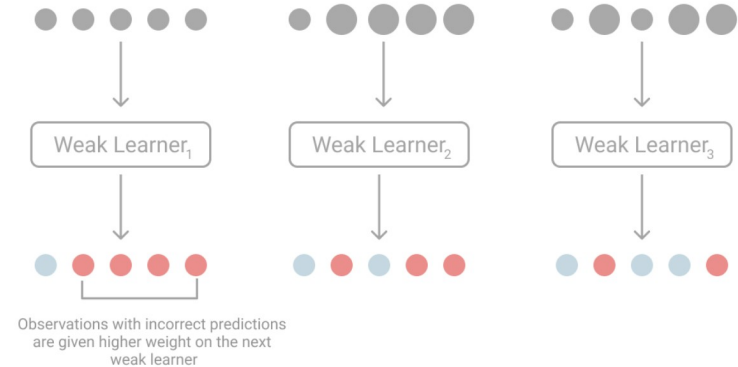 Weak Learner1
Weak Learner2
Weak Learner3
Observations with incorrect predictions
are given higher weight on the next
weak learner